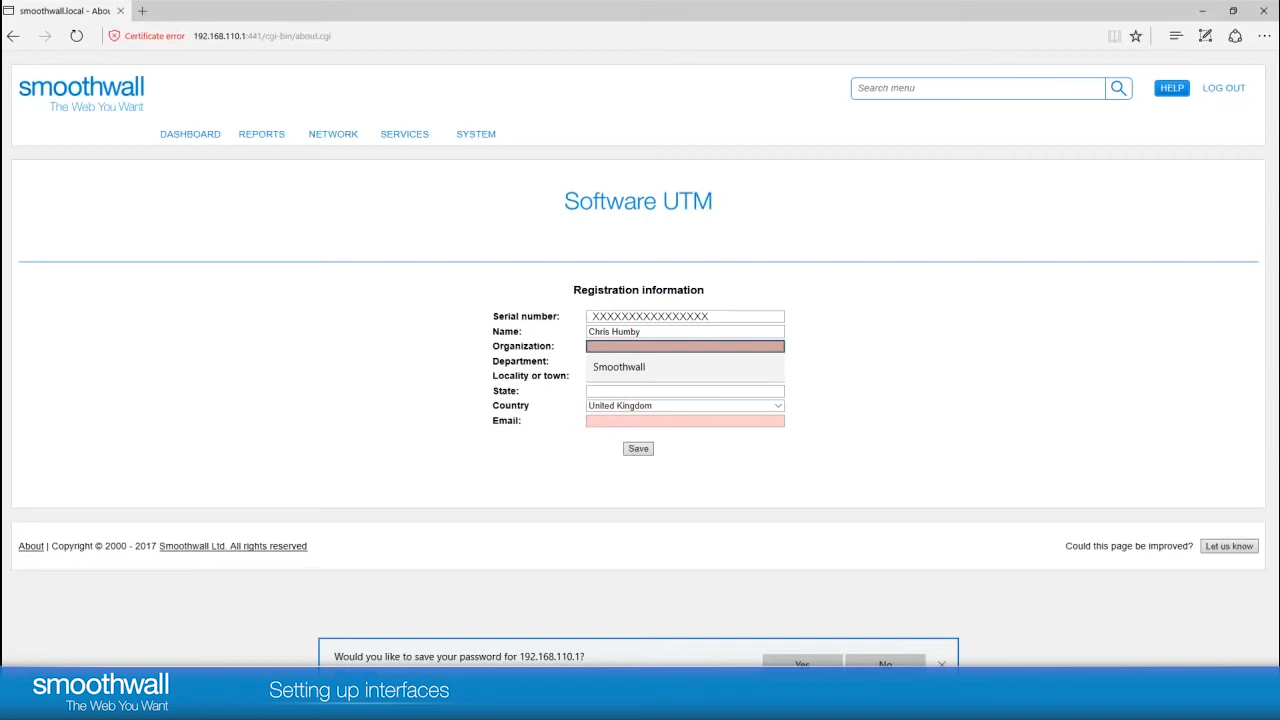 smoothwall.local - Abou
Certificate error 192.168.110.1:441/cgi-bin/about.cgi
smoothwall
The Web You Want
Search menu
HELP LOG OUT
DASHBOARD REPORTS NETWORK SERVICES SYSTEM
Software UTM
Registration information
Serial number: XXXXXXXXXXXXXXXX
Name: Chris Humby
Organization:
Department:
Smoothwall
Locality or town:
State:
Country United Kingdom
Email:
Save
About | Copyright © 2000 - 2017 Smoothwall Ltd. All rights reserved
Could this page be improved? Let us know
Would you like to save your password for 192.168.110.1?
Yes No
smoothwall
The Web You Want
Setting up interfaces